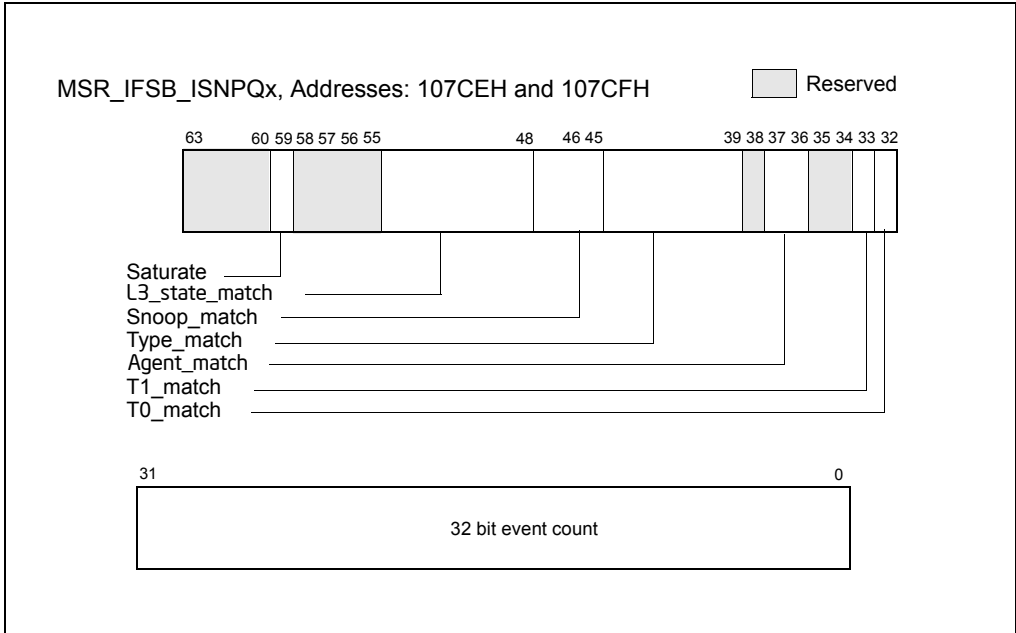 MSR_IFSB_ISNPQx, Addresses: 107CEH and 107CFH
Reserved
63 60 59 58 57 56 55 48 46 45 39 38 37 36 35 34 33 32
Saturate
L3_state_match
Snoop_match
Type_match
Agent_match
T1_match
T0_match
31 0
32 bit event count